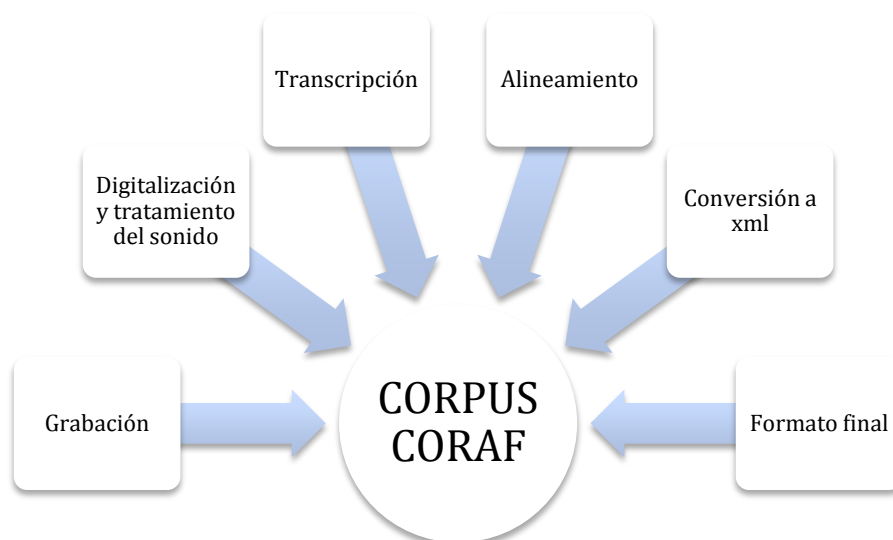 Transcripción
Alineamiento
Digitalización
y tratamiento
del sonido
Conversión a
xml
Grabación
CORPUS
CORAF
Formato final